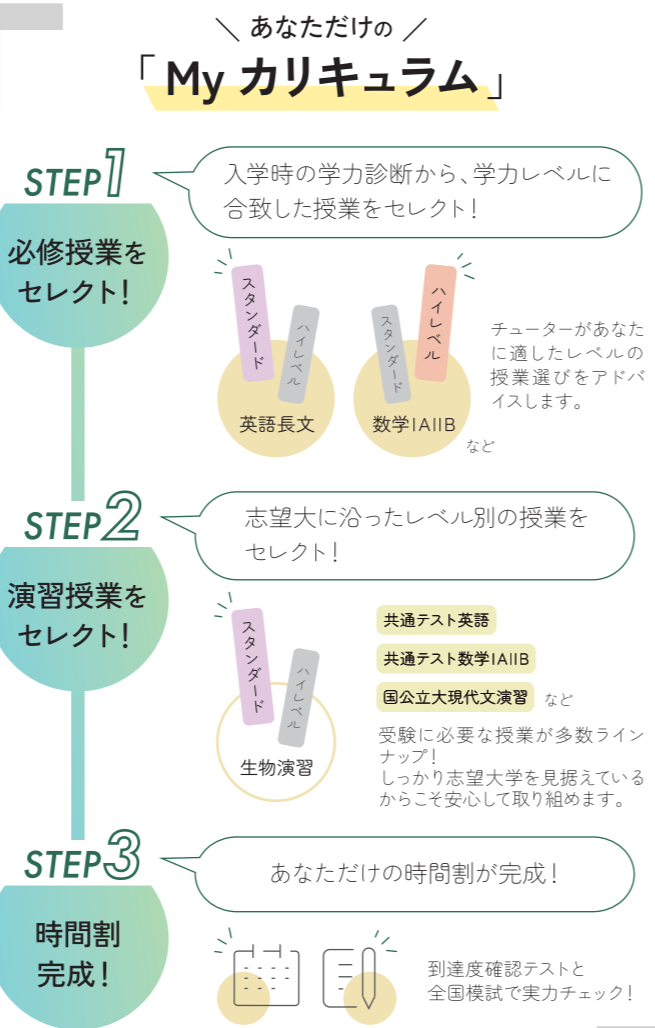 あなただけの
「My カリキュラム」
STEP1
必修授業を
セレクト！
入学時の学力診断から、学力レベルに
合致した授業をセレクト！
スタンダード
ハイレベル
英語長文
スタンダード
ハイレベル
数学IAIIB
など
チューターがあなた
に適したレベルの
授業選びをアドバ
イスします。
STEP2
演習授業を
セレクト！
志望大に沿ったレベル別の授業を
セレクト！
スタンダード
ハイレベル
生物演習
共通テスト英語
共通テスト数学IAIIB
国公立大現代文演習 など
受験に必要な授業が多数ライン
ナップ！
しっかり志望大学を見据えている
からこそ安心して取り組めます。
STEP3
時間割
完成！
あなただけの時間割が完成！
到達度確認テストと
全国模試で実力チェック！